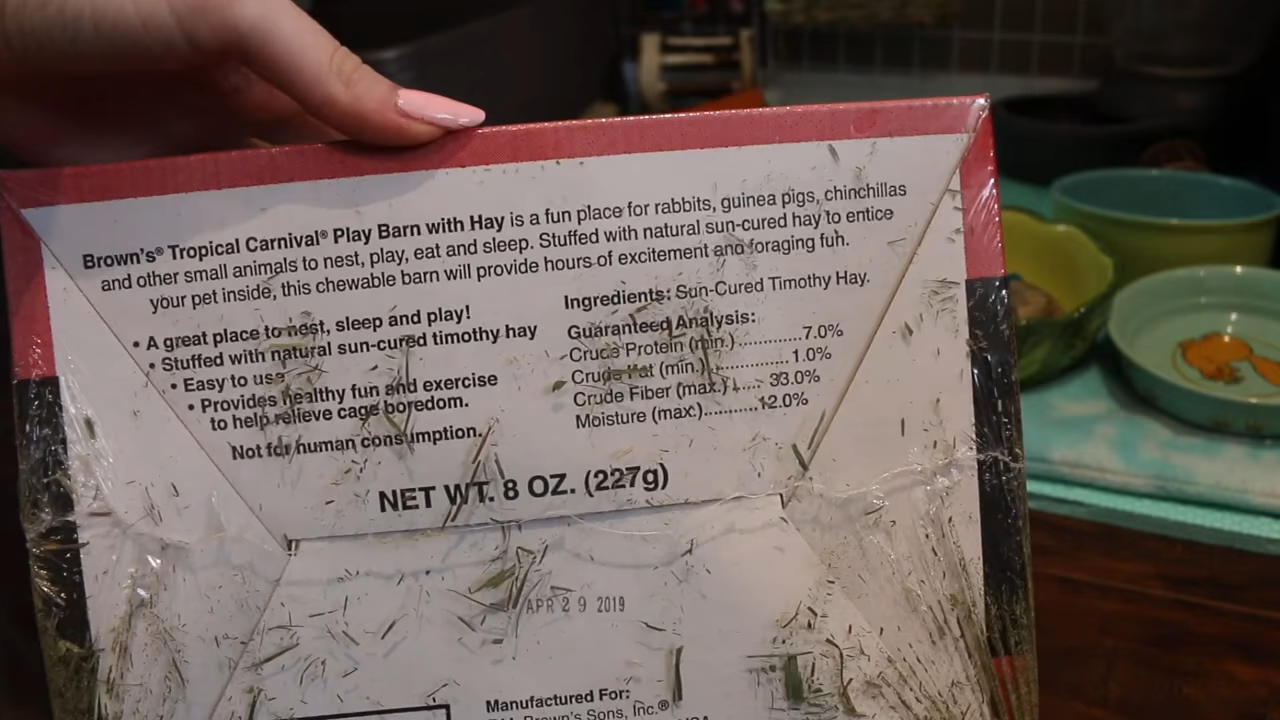 Brown's® Tropical Carnival® Play Barn with Hay is a fun place for rabbits, guinea pigs, chinchillas
and other small animals to nest, play, eat and sleep. Stuffed with natural sun-cured hay to entice
your pet inside, this chewable barn will provide hours of excitement and foraging fun.
• A great place to nest, sleep and play!
• Stuffed with natural sun-cured timothy hay
• Easy to use
• Provides healthy fun and exercise
to help relieve cage boredom.
Not for human consumption.
Ingredients: Sun-Cured Timothy Hay.
Guaranteed Analysis:
Crude Protein (min.)............7.0%
Crude Fat (min.)................1.0%
Crude Fiber (max.)...... 33.0%
Moisture (max.)...........12.0%
NET WT. 8 OZ. (227g)
APR 29 2019
Manufactured For:
Brown's Sons, Inc.®